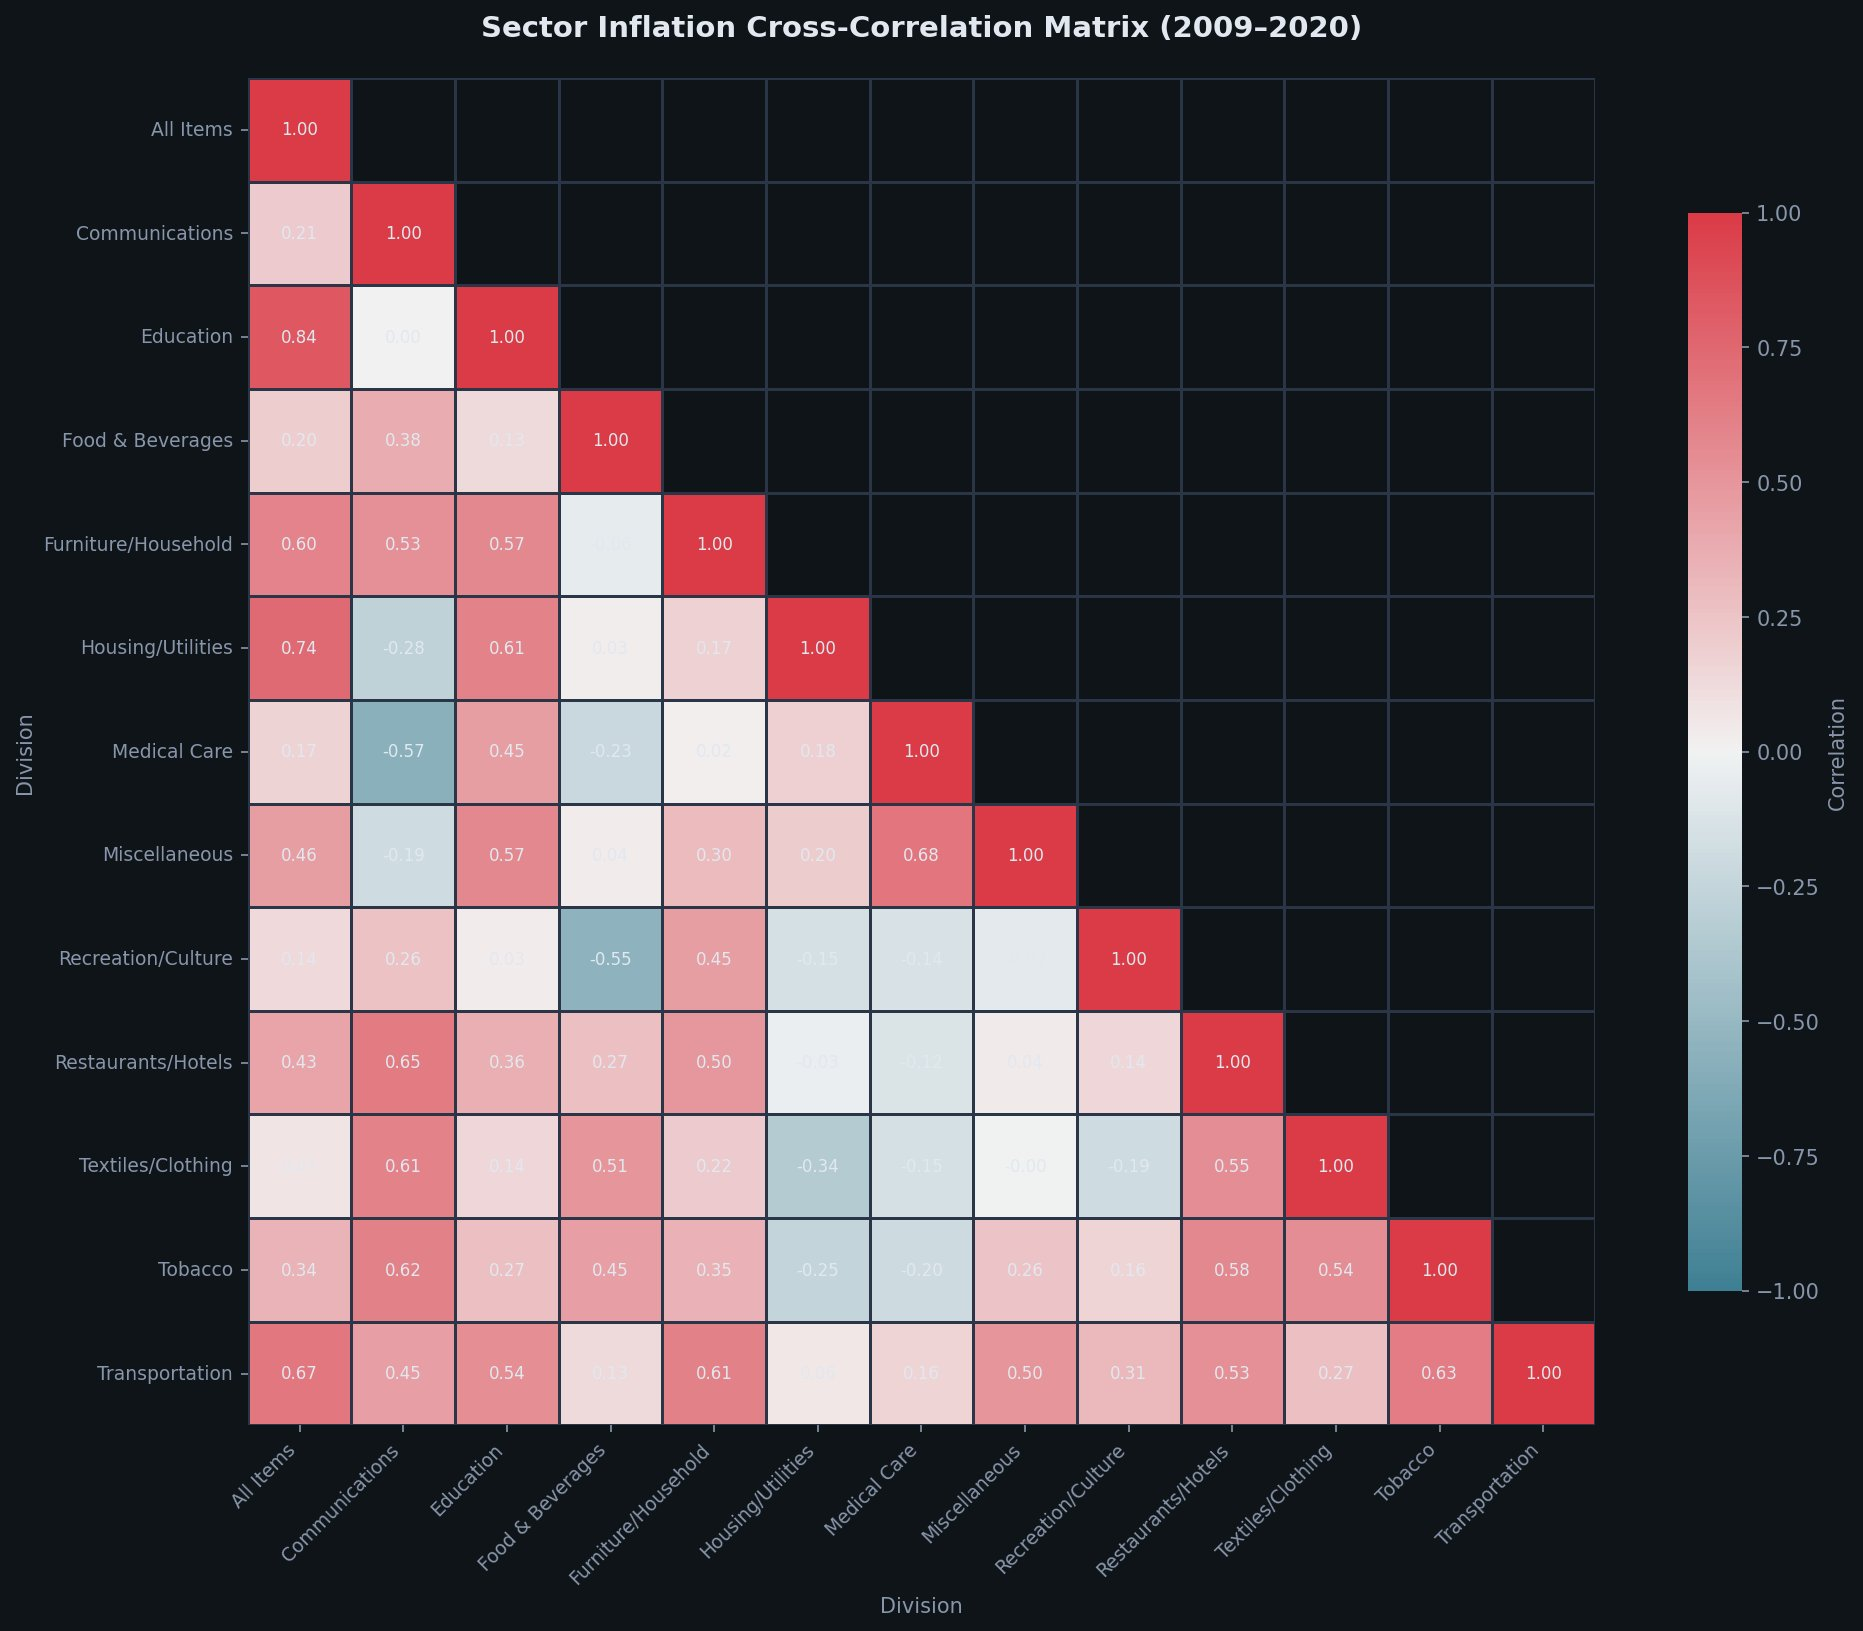 Sector Inflation Cross-Correlation Matrix (2009–2020)
All Items 1.00
Communications 0.21 1.00
Education 0.84 0.00 1.00
Food & Beverages 0.20 0.38 0.13 1.00
Furniture/Household 0.60 0.53 0.57 -0.06 1.00
Housing/Utilities 0.74 -0.28 0.61 0.03 0.17 1.00
Medical Care 0.17 -0.57 0.45 -0.23 0.02 0.18 1.00
Miscellaneous 0.46 -0.19 0.57 0.04 0.30 0.20 0.68 1.00
Recreation/Culture 0.14 0.26 0.03 -0.55 0.45 -0.15 -0.14 1.00
Restaurants/Hotels 0.43 0.65 0.36 0.27 0.50 -0.03 -0.12 0.04 0.14 1.00
Textiles/Clothing 0.61 0.14 0.51 0.22 -0.34 -0.15 -0.00 -0.19 0.55 1.00
Tobacco 0.34 0.62 0.27 0.45 0.35 -0.25 -0.20 0.26 0.16 0.58 0.54 1.00
Transportation 0.67 0.45 0.54 0.13 0.61 0.06 0.16 0.50 0.31 0.53 0.27 0.63 1.00
Division
All Items
Communications
Education
Food & Beverages
Furniture/Household
Housing/Utilities
Medical Care
Miscellaneous
Recreation/Culture
Restaurants/Hotels
Textiles/Clothing
Tobacco
Transportation
Division
1.00
0.75
0.50
0.25
0.00
−0.25
−0.50
−0.75
−1.00
Correlation